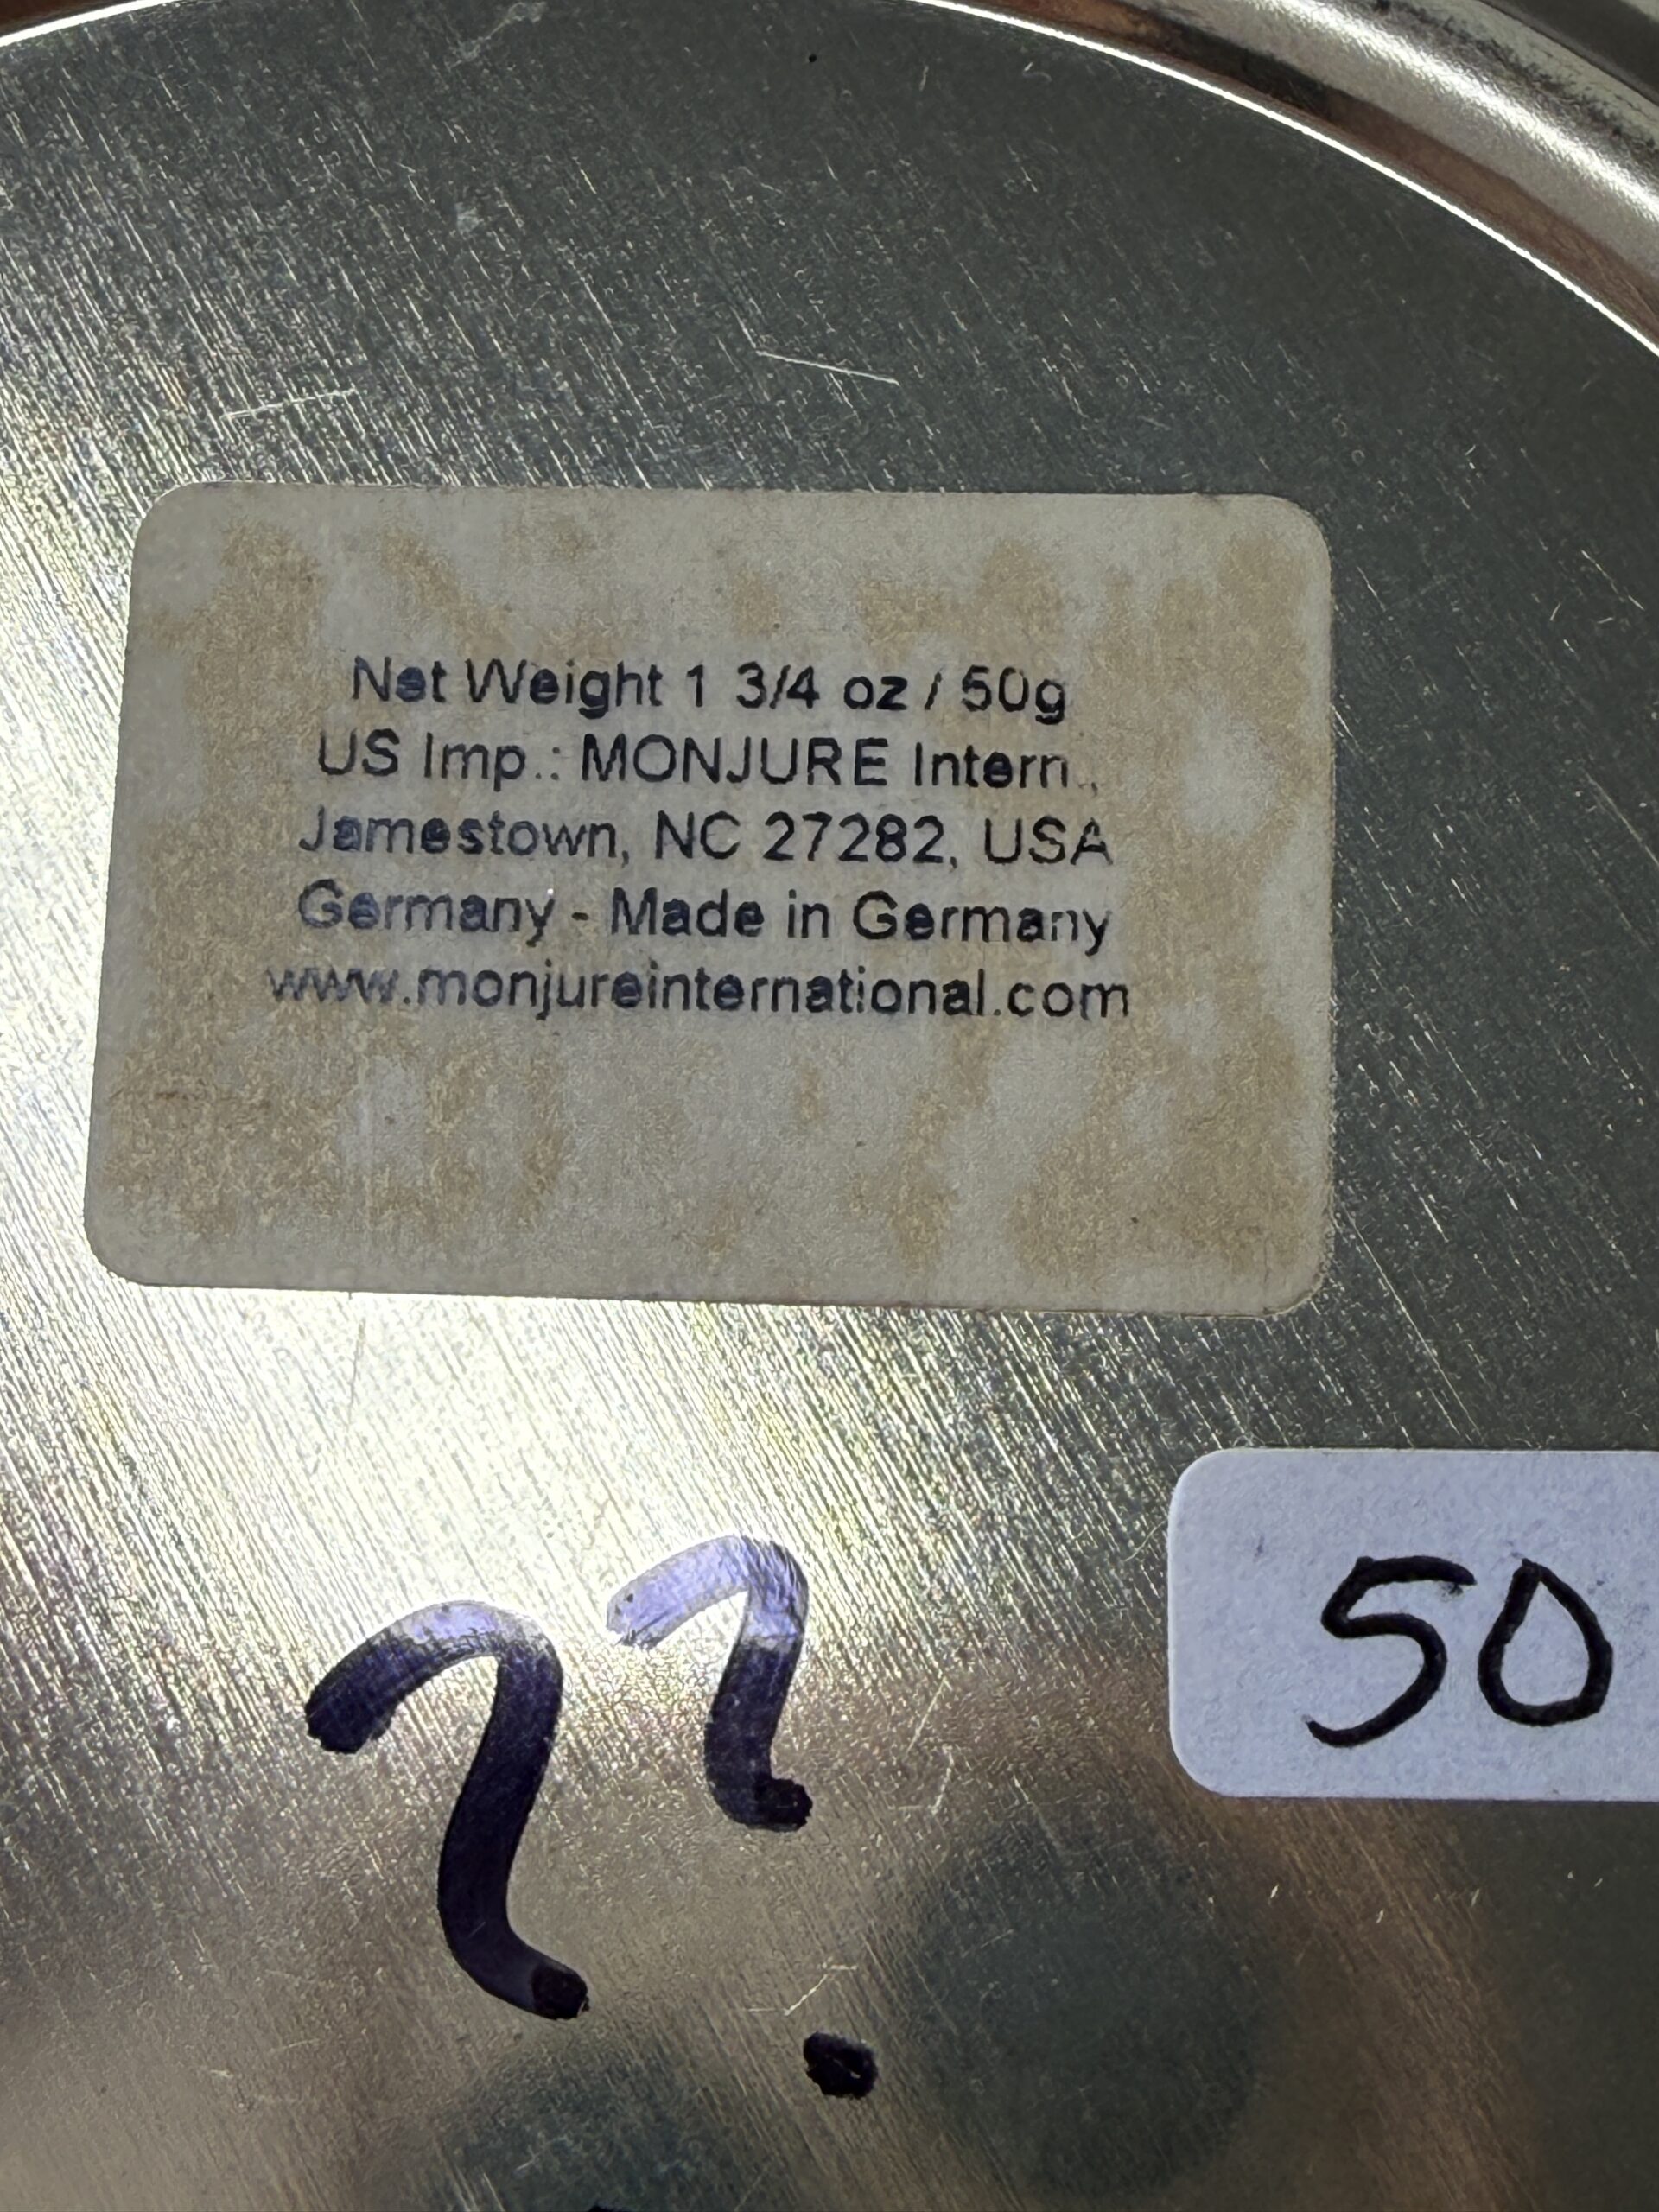 Net Weight 1 3/4 oz / 50g
US Imp.: MONJURE Intern.,
Jamestown, NC 27282, USA
Germany - Made in Germany
www.monjureinternational.com
??
50